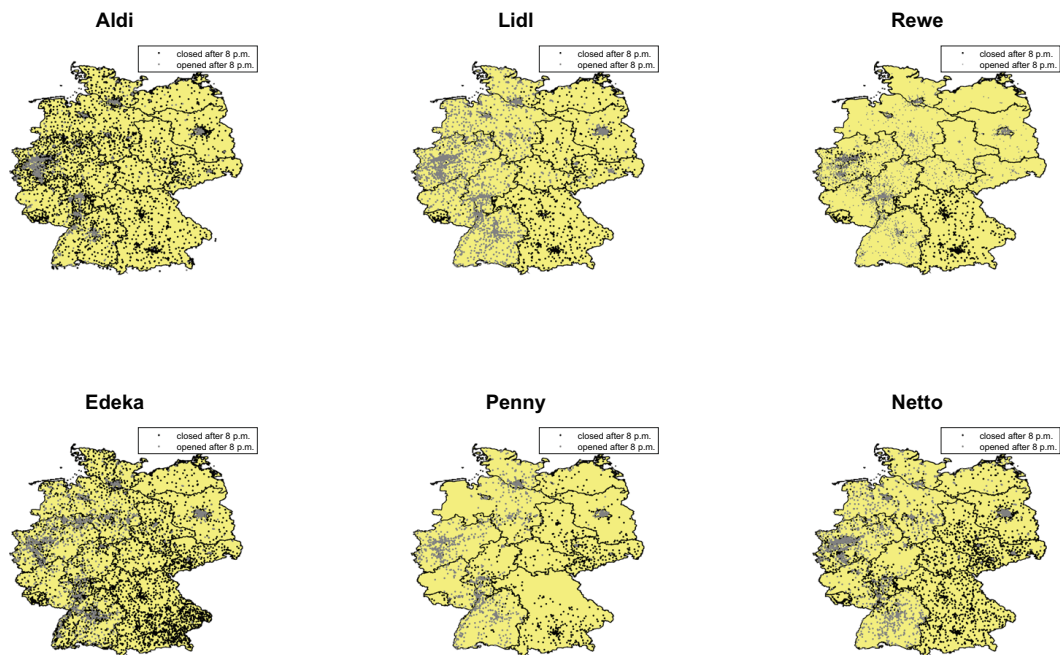 Aldi
closed after 8 p.m.
opened after 8 p.m.
Lidl
closed after 8 p.m.
opened after 8 p.m.
Rewe
closed after 8 p.m.
opened after 8 p.m.
Edeka
closed after 8 p.m.
opened after 8 p.m.
Penny
closed after 8 p.m.
opened after 8 p.m.
Netto
closed after 8 p.m.
opened after 8 p.m.